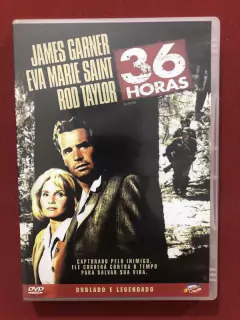 JAMES GARNER
EVA MARIE SAINT
ROD TAYLOR
36
HORAS
CAPTURADO PELO INIMIGO,
ELE CORRERÁ CONTRA O TEMPO
PARA SALVAR SUA VIDA.
DVD
DUBLADO E LEGENDADO